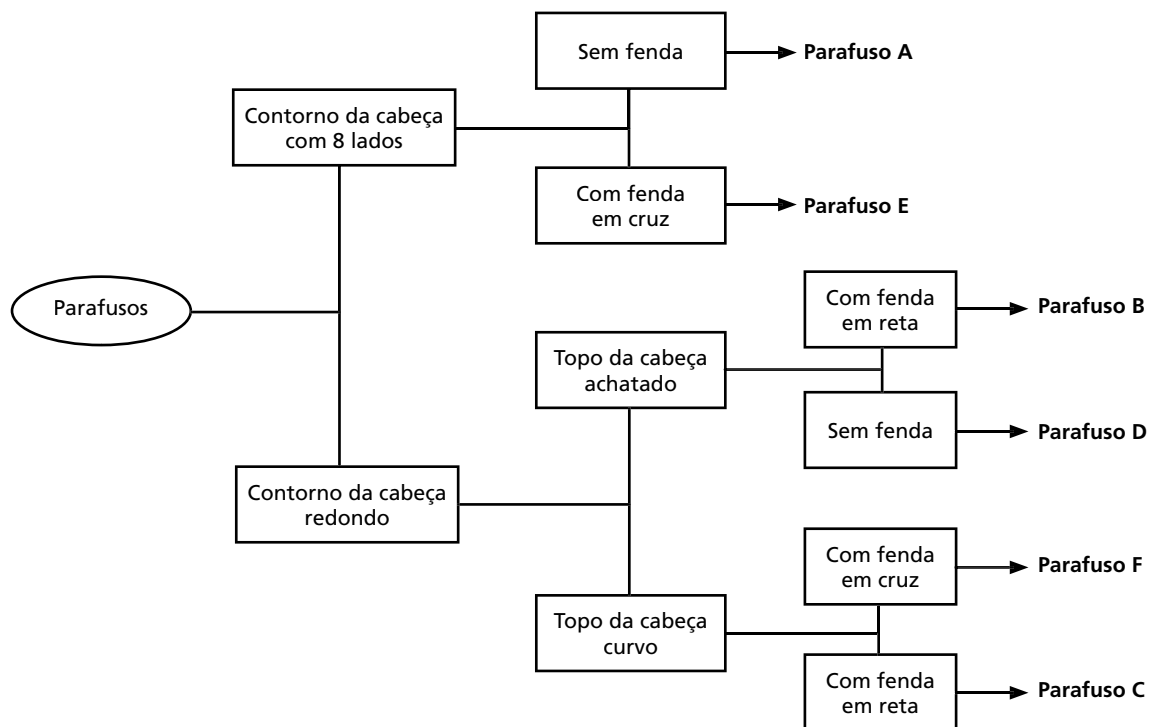 Sem fenda
Parafuso A
Contorno da cabeça
com 8 lados
Com fenda
em cruz
Parafuso E
Parafusos
Com fenda
em reta
Parafuso B
Topo da cabeça
achatado
Sem fenda
Parafuso D
Contorno da cabeça
redondo
Com fenda
em cruz
Parafuso F
Topo da cabeça
curvo
Com fenda
em reta
Parafuso C